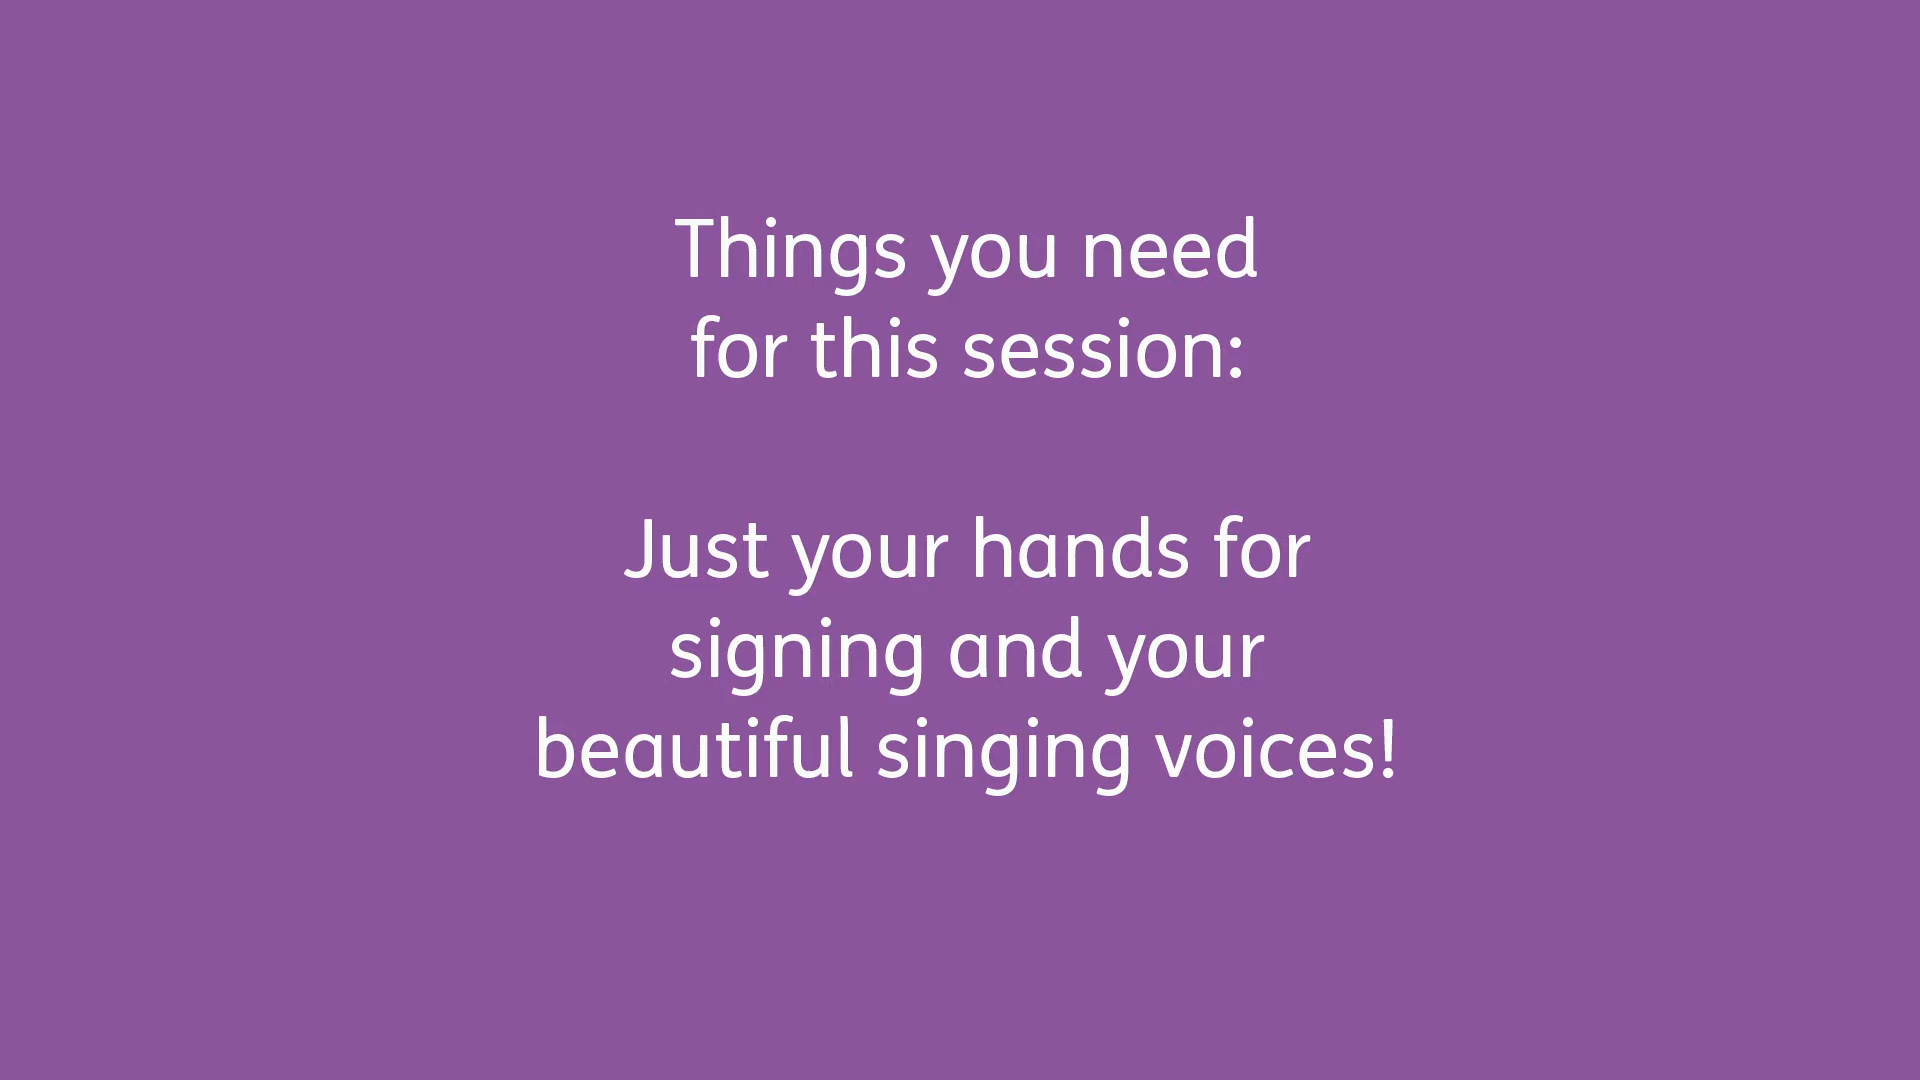 Things you need
for this session:
Just your hands for
signing and your
beautiful singing voices!